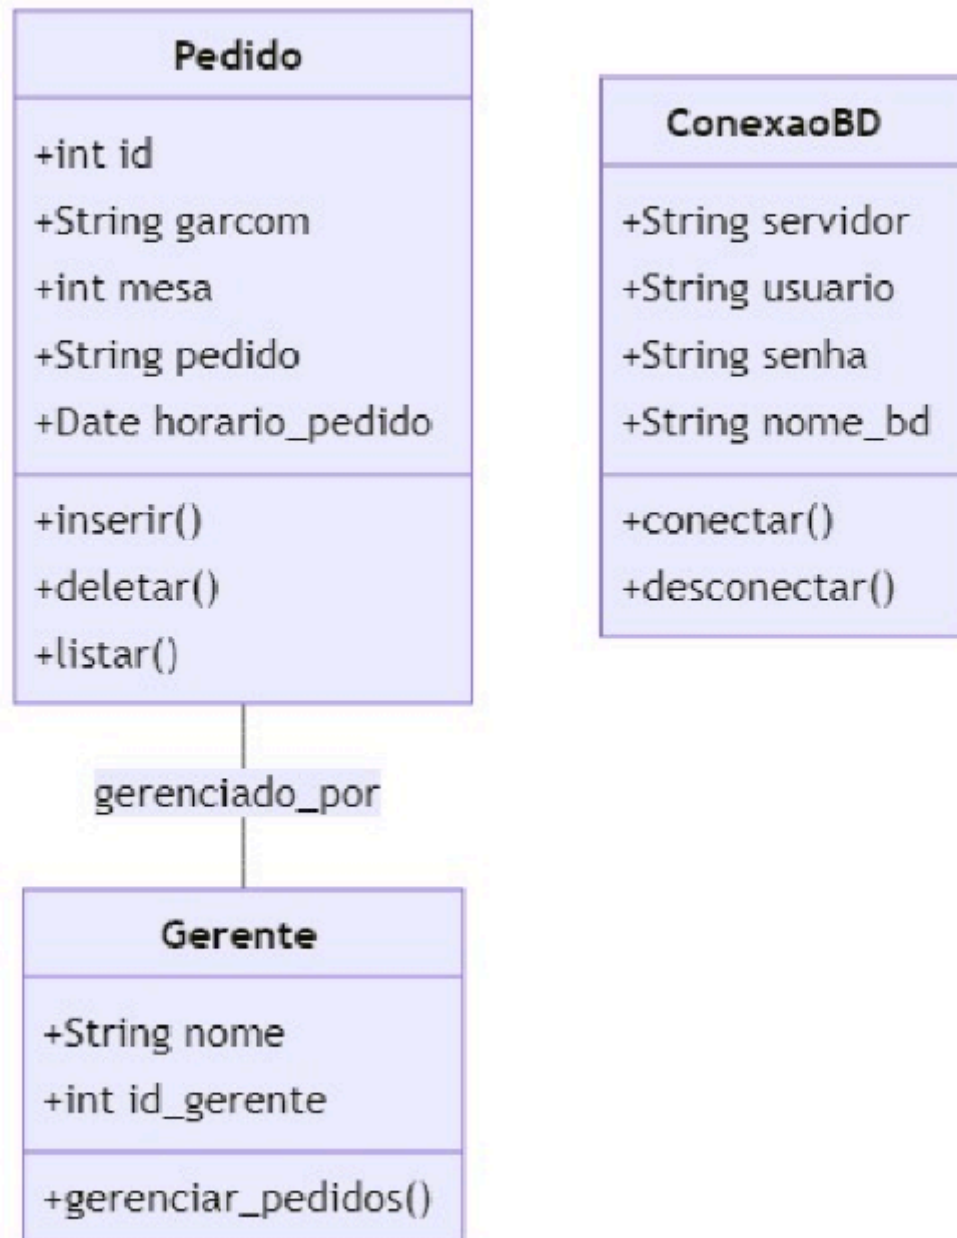 Pedido
+int id
+String garcom
+int mesa
+String pedido
+Date horario_pedido
+inserir()
+deletar()
+listar()
gerenciado_por
Gerente
+String nome
+int id_gerente
+gerenciar_pedidos()
ConexaoBD
+String servidor
+String usuario
+String senha
+String nome_bd
+conectar()
+desconectar()